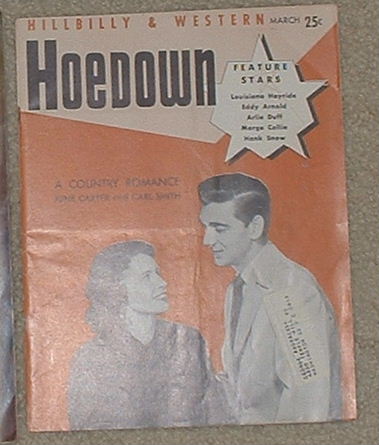 HILLBILLY & WESTERN MARCH 25¢
HOEDOWN
FEATURE
STARS
Louisiana Hayride
Eddy Arnold
Arlie Duff
Marge Collie
Hank Snow
A COUNTRY ROMANCE
JUNE CARTER and CARL SMITH